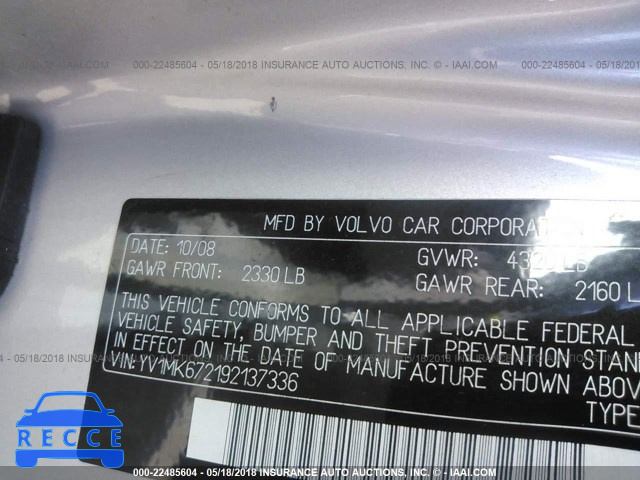 000-22485604 - 05/18/2018 INSURANCE AUTO AUCTIONS, INC. - © IAAI.COM
MFD BY VOLVO CAR
DATE: 10/08
GVWR: LB
GAWR FRONT: 2330 LB
GAWR REAR: 2160 L
THIS VEHICLE CONFORMS TO ALL APPLICABLE FEDERAL
VEHICLE SAFETY, BUMPER AND THEFT PREVENTION STAN
IN EFFECT ON THE DATE OF MANUFACTURE SHOWN ABOV
VIN: YV1MK672192137336
TYPE
RECCE
000-22485604 - 05/18/2018 INSURANCE AUTO AUCTIONS, INC. - © IAAI.COM